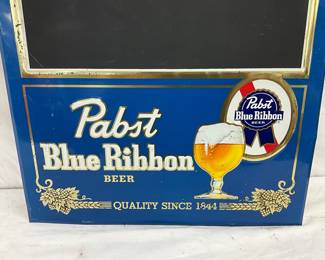 Pabst
Blue Ribbon
BEER
Pabst
Blue Ribbon
BEER
QUALITY SINCE 1844